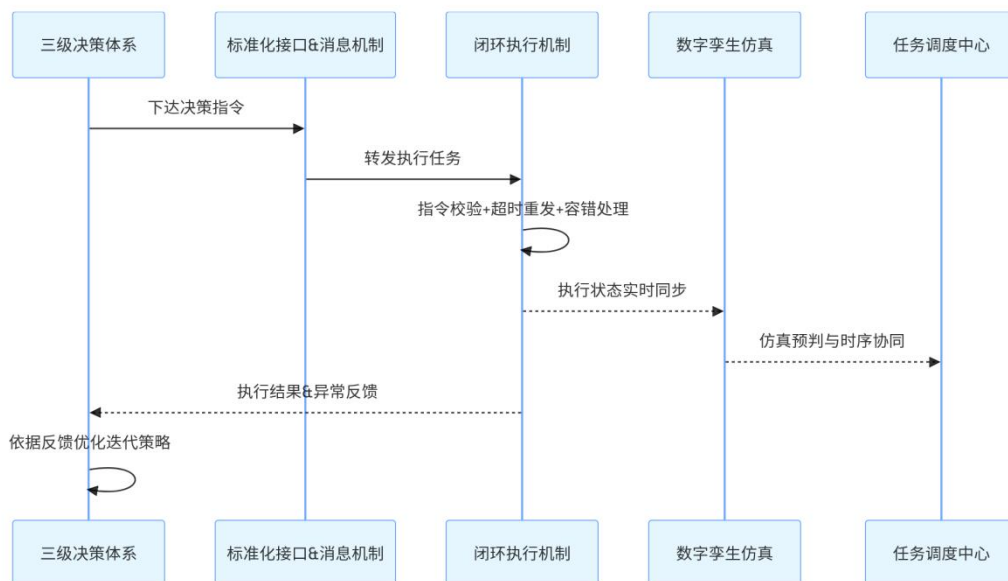 三级决策体系
标准化接口&消息机制
闭环执行机制
数字孪生仿真
任务调度中心
下达决策指令
转发执行任务
指令校验+超时重发+容错处理
执行状态实时同步
仿真预判与时序协同
执行结果&异常反馈
依据反馈优化迭代策略
三级决策体系
标准化接口&消息机制
闭环执行机制
数字孪生仿真
任务调度中心